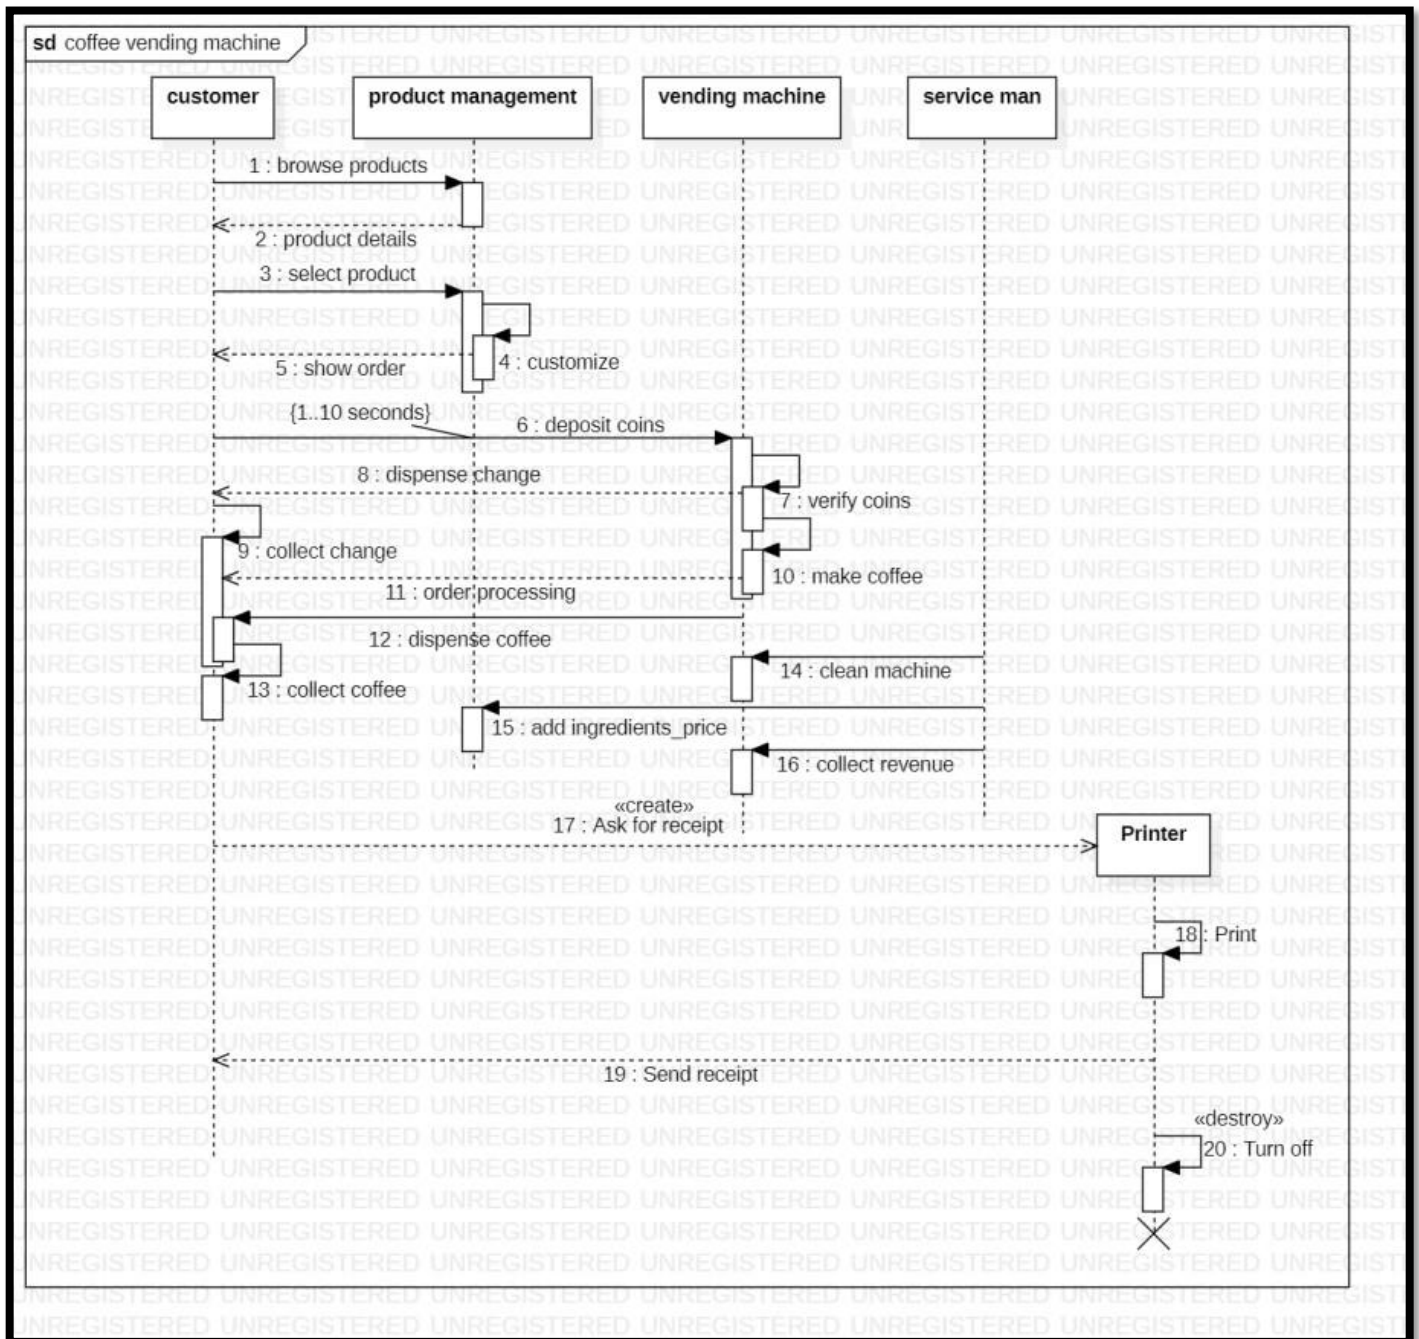 sd coffee vending machine
customer
product management
vending machine
service man
1 : browse products
2 : product details
3 : select product
4 : customize
5 : show order
{1..10 seconds}
6 : deposit coins
8 : dispense change
7 : verify coins
9 : collect change
10 : make coffee
11 : order processing
12 : dispense coffee
14 : clean machine
13 : collect coffee
15 : add ingredients_price
16 : collect revenue
«create»
17 : Ask for receipt
Printer
18 : Print
19 : Send receipt
«destroy»
20 : Turn off
UNREGISTERED